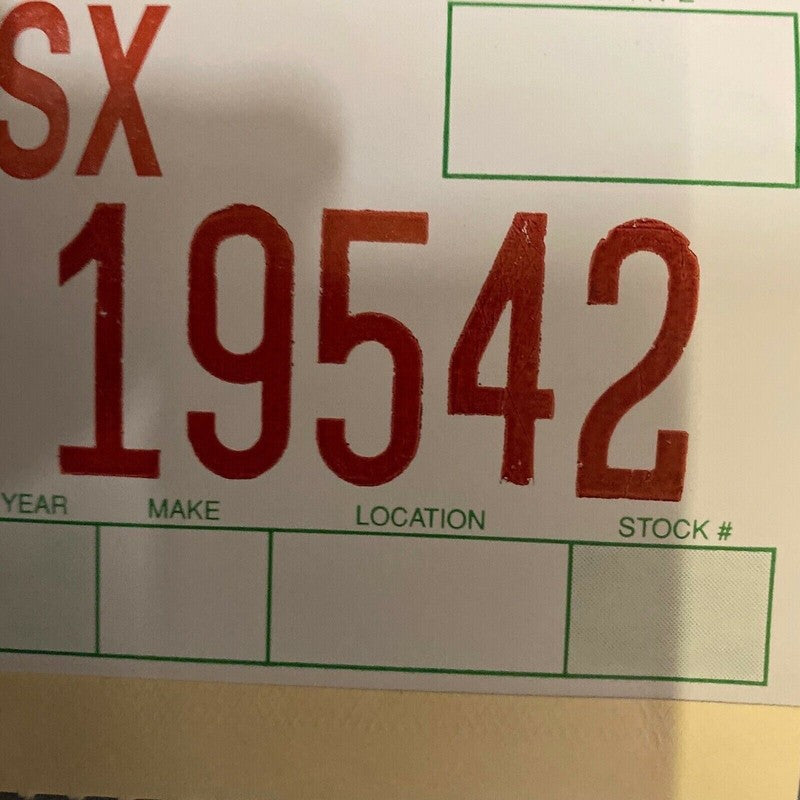 SX
19542
YEAR MAKE LOCATION STOCK #